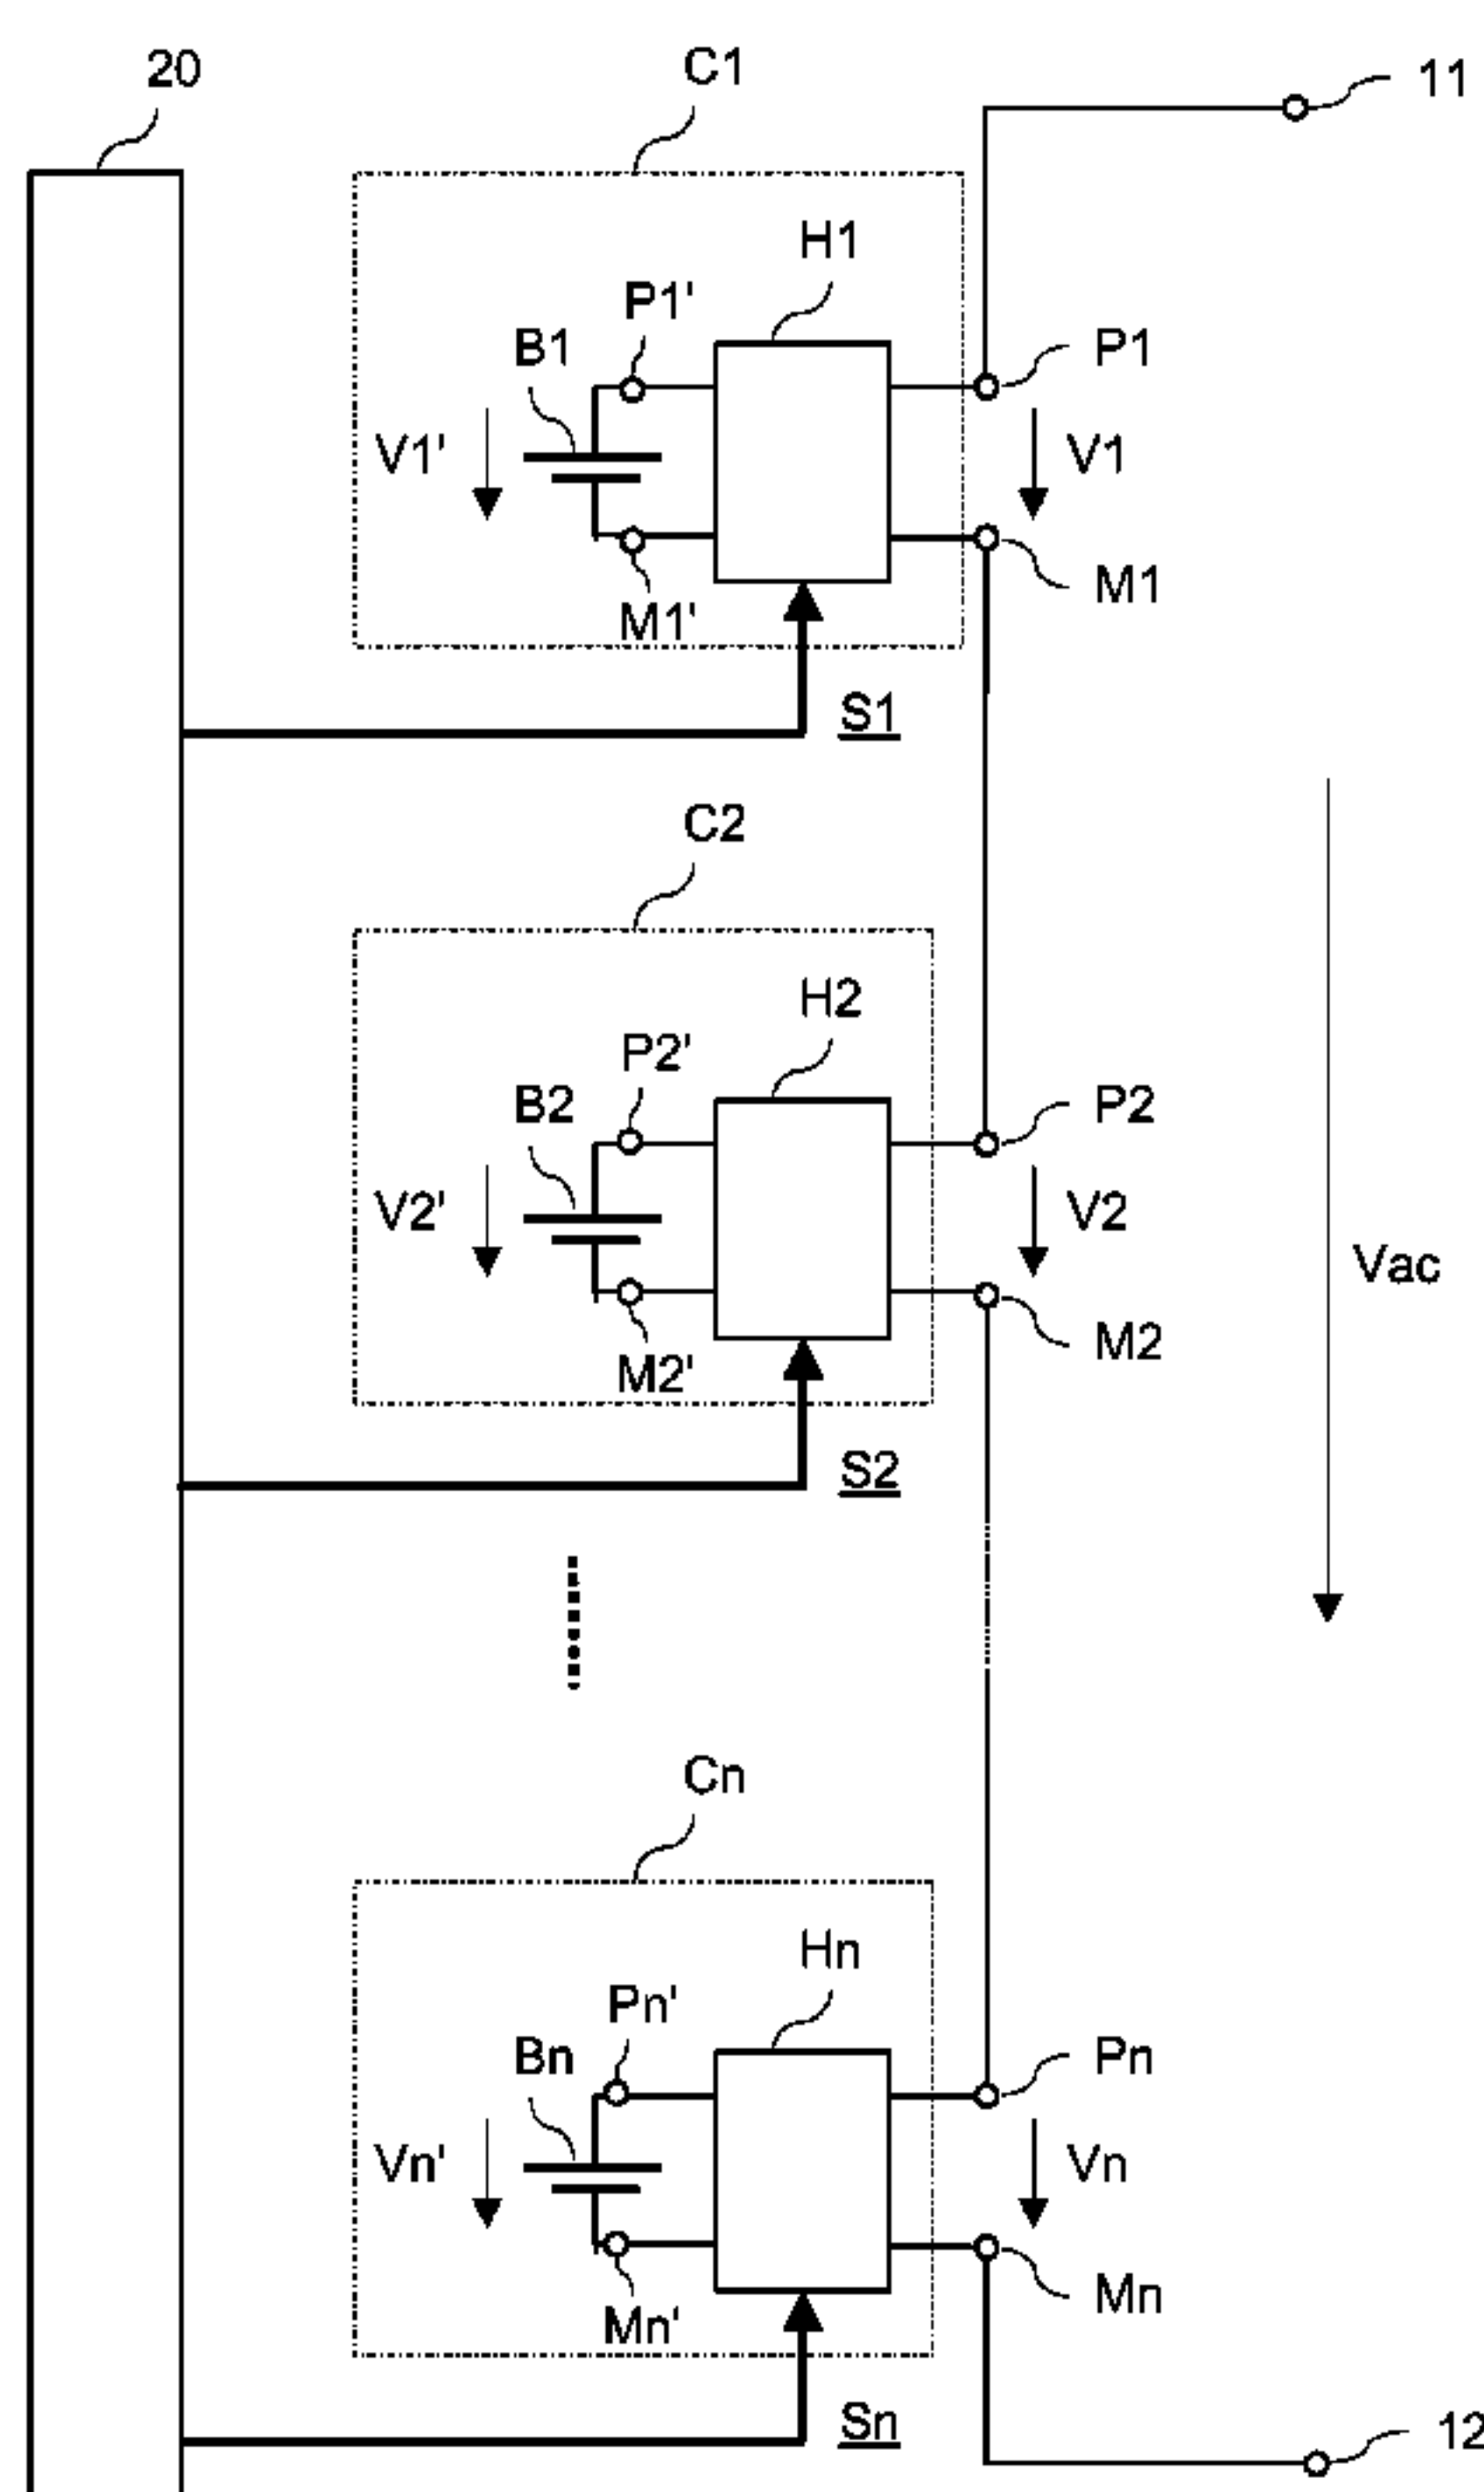 20
C1
11
H1
P1'
B1
P1
V1'
V1
M1'
M1
S1
C2
H2
P2'
B2
P2
V2'
V2
Vac
M2'
M2
S2
Cn
Hn
Pn'
Bn
Pn
Vn'
Vn
Mn'
Mn
Sn
12